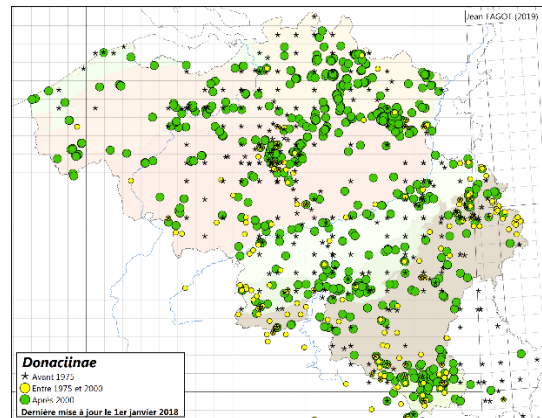 Jean FAGOT (2019)
Donaciinae
Avant 1975
Entre 1975 et 2000
Après 2000
Dernière mise à jour le 1er janvier 2018